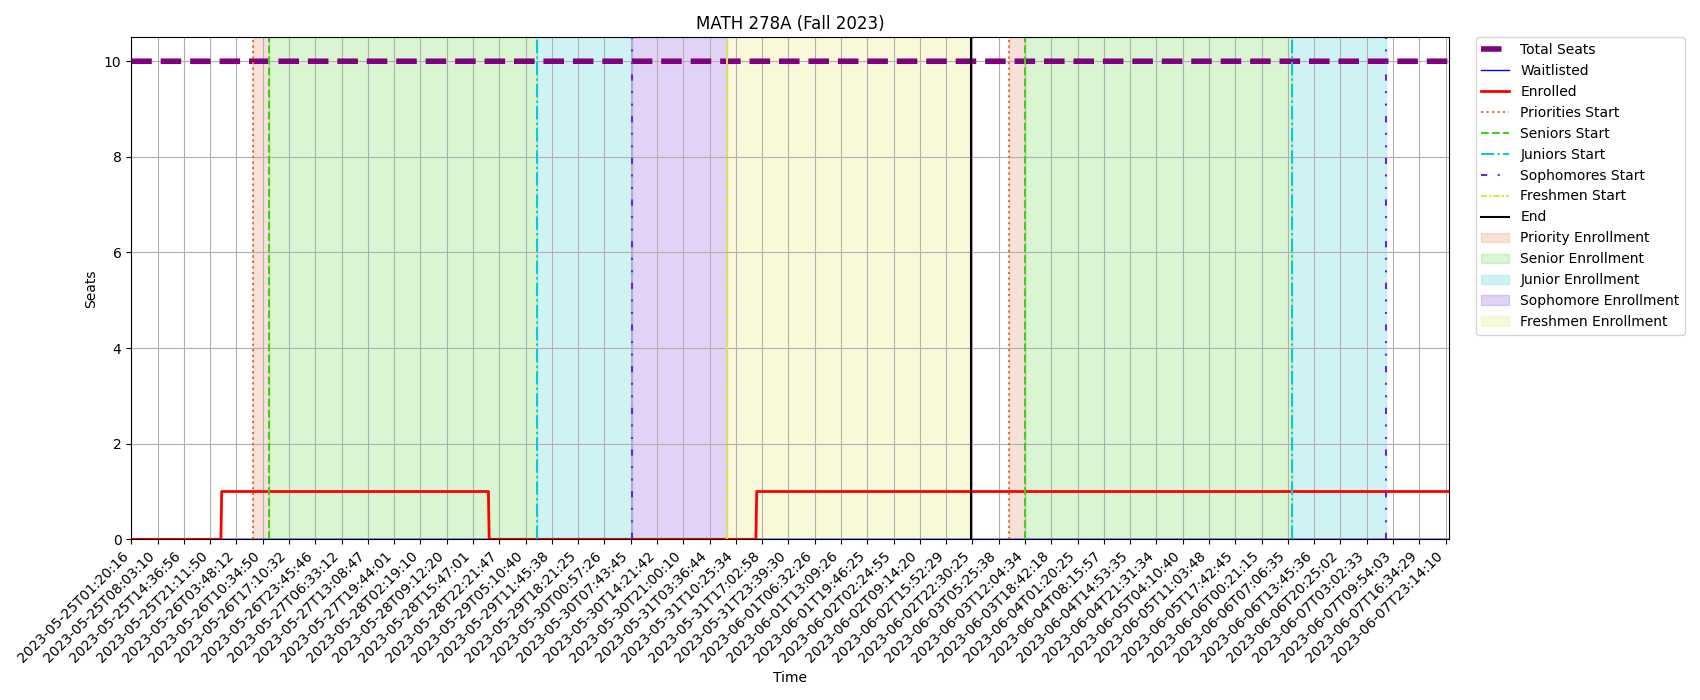 MATH 278A (Fall 2023)
Seats
10
8
6
4
2
0
2023-05-25T01:20:16
2023-05-25T08:03:10
2023-05-25T14:36:56
2023-05-25T21:11:50
2023-05-26T03:48:12
2023-05-26T10:34:50
2023-05-26T17:10:32
2023-05-26T23:45:46
2023-05-27T06:33:12
2023-05-27T13:08:47
2023-05-27T19:44:01
2023-05-28T02:19:10
2023-05-28T09:12:20
2023-05-28T15:47:01
2023-05-28T22:21:47
2023-05-29T05:10:40
2023-05-29T11:45:38
2023-05-29T18:21:25
2023-05-30T00:57:26
2023-05-30T07:43:45
2023-05-30T14:21:42
2023-05-30T21:00:16
2023-05-31T03:36:44
2023-05-31T10:25:34
2023-05-31T17:02:58
2023-05-31T23:39:30
2023-06-01T06:32:26
2023-06-01T13:09:26
2023-06-01T19:46:25
2023-06-02T02:24:55
2023-06-02T09:14:20
2023-06-02T15:52:29
2023-06-02T22:30:25
2023-06-03T05:25:38
2023-06-03T12:04:34
2023-06-03T18:42:18
2023-06-04T01:20:25
2023-06-04T08:15:57
2023-06-04T14:53:35
2023-06-04T21:31:34
2023-06-05T04:10:40
2023-06-05T11:03:48
2023-06-05T17:42:45
2023-06-06T00:21:15
2023-06-06T07:06:35
2023-06-06T13:45:36
2023-06-06T20:25:02
2023-06-07T03:02:33
2023-06-07T09:54:03
2023-06-07T16:34:29
2023-06-07T23:14:10
Time
Total Seats
Waitlisted
Enrolled
Priorities Start
Seniors Start
Juniors Start
Sophomores Start
Freshmen Start
End
Priority Enrollment
Senior Enrollment
Junior Enrollment
Sophomore Enrollment
Freshmen Enrollment